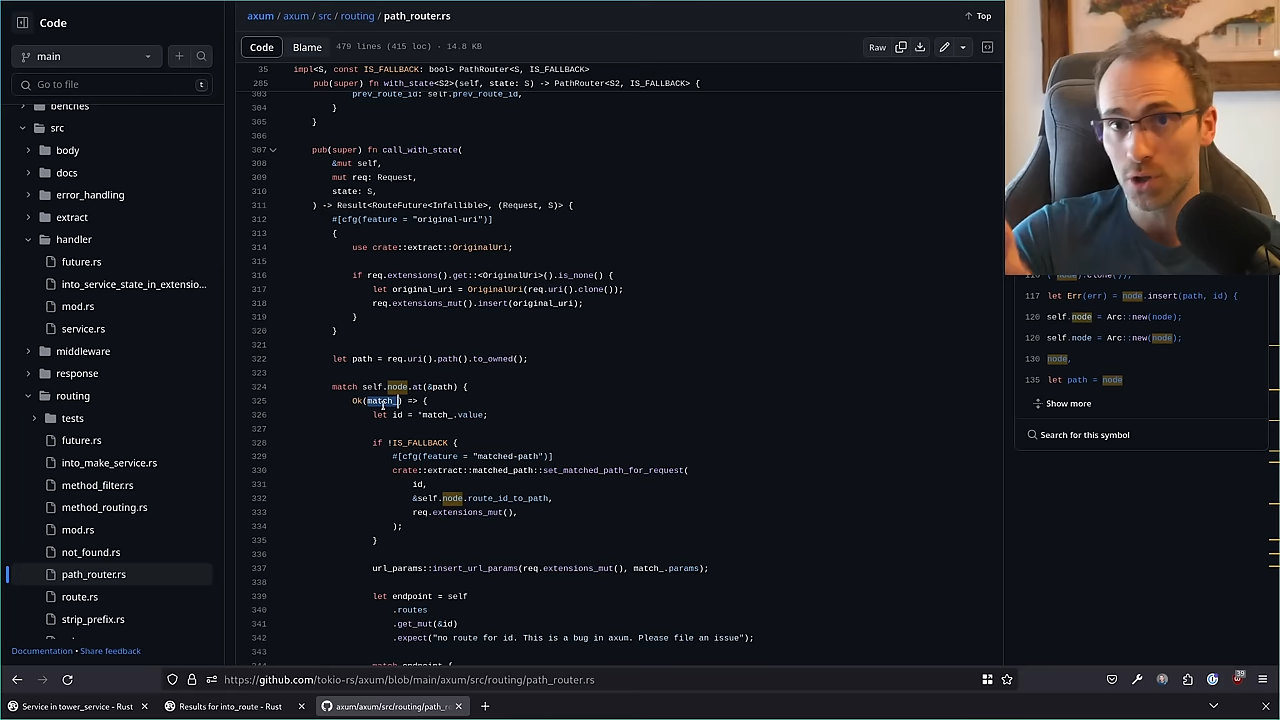 Code
axum / axum / src / routing / path_router.rs
Top
main
Code
Blame
479 lines (415 loc) · 14.8 KB
Raw
Go to file
t
35 impl<S, const IS_FALLBACK: bool> PathRouter<S, IS_FALLBACK>
285 pub(super) fn with_state<S2>(self, state: S) -> PathRouter<S2, IS_FALLBACK> {
303 prev_route_id: self.prev_route_id,
304 }
305 }
306
307 pub(super) fn call_with_state(
308 &mut self,
309 mut req: Request,
310 state: S,
311 ) -> Result<RouteFuture<Infallible>, (Request, S)> {
312 #[cfg(feature = "original-uri")]
313 {
314 use crate::extract::OriginalUri;
315
316 if req.extensions().get::<OriginalUri>().is_none() {
317 let original_uri = OriginalUri(req.uri().clone());
318 req.extensions_mut().insert(original_uri);
319 }
320 }
321
322 let path = req.uri().path().to_owned();
323
324 match self.node.at(&path) {
325 Ok(match_) => {
326 let id = *match_.value;
327
328 if !IS_FALLBACK {
329 #[cfg(feature = "matched-path")]
330 crate::extract::matched_path::set_matched_path_for_request(
331 id,
332 &self.node.route_id_to_path,
333 req.extensions_mut(),
334 );
335 }
336
337 url_params::insert_url_params(req.extensions_mut(), match_.params);
338
339 let endpoint = self
340 .routes
341 .get_mut(&id)
342 .expect("no route for id. This is a bug in axum. Please file an issue");
343
344 match endpoint {
benches
src
body
docs
error_handling
extract
handler
future.rs
into_service_state_in_extensio...
mod.rs
service.rs
middleware
response
routing
tests
future.rs
into_make_service.rs
method_filter.rs
method_routing.rs
mod.rs
not_found.rs
path_router.rs
route.rs
strip_prefix.rs
Documentation • Share feedback
116 (*node).clone();
117 let Err(err) = node.insert(path, id) {
120 self.node = Arc::new(node);
120 self.node = Arc::new(node);
130 node,
135 let path = node
Show more
Search for this symbol
https://github.com/tokio-rs/axum/blob/main/axum/src/routing/path_router.rs
39
Service in tower_service - Rust
Results for into_route - Rust
axum/axum/src/routing/path_r